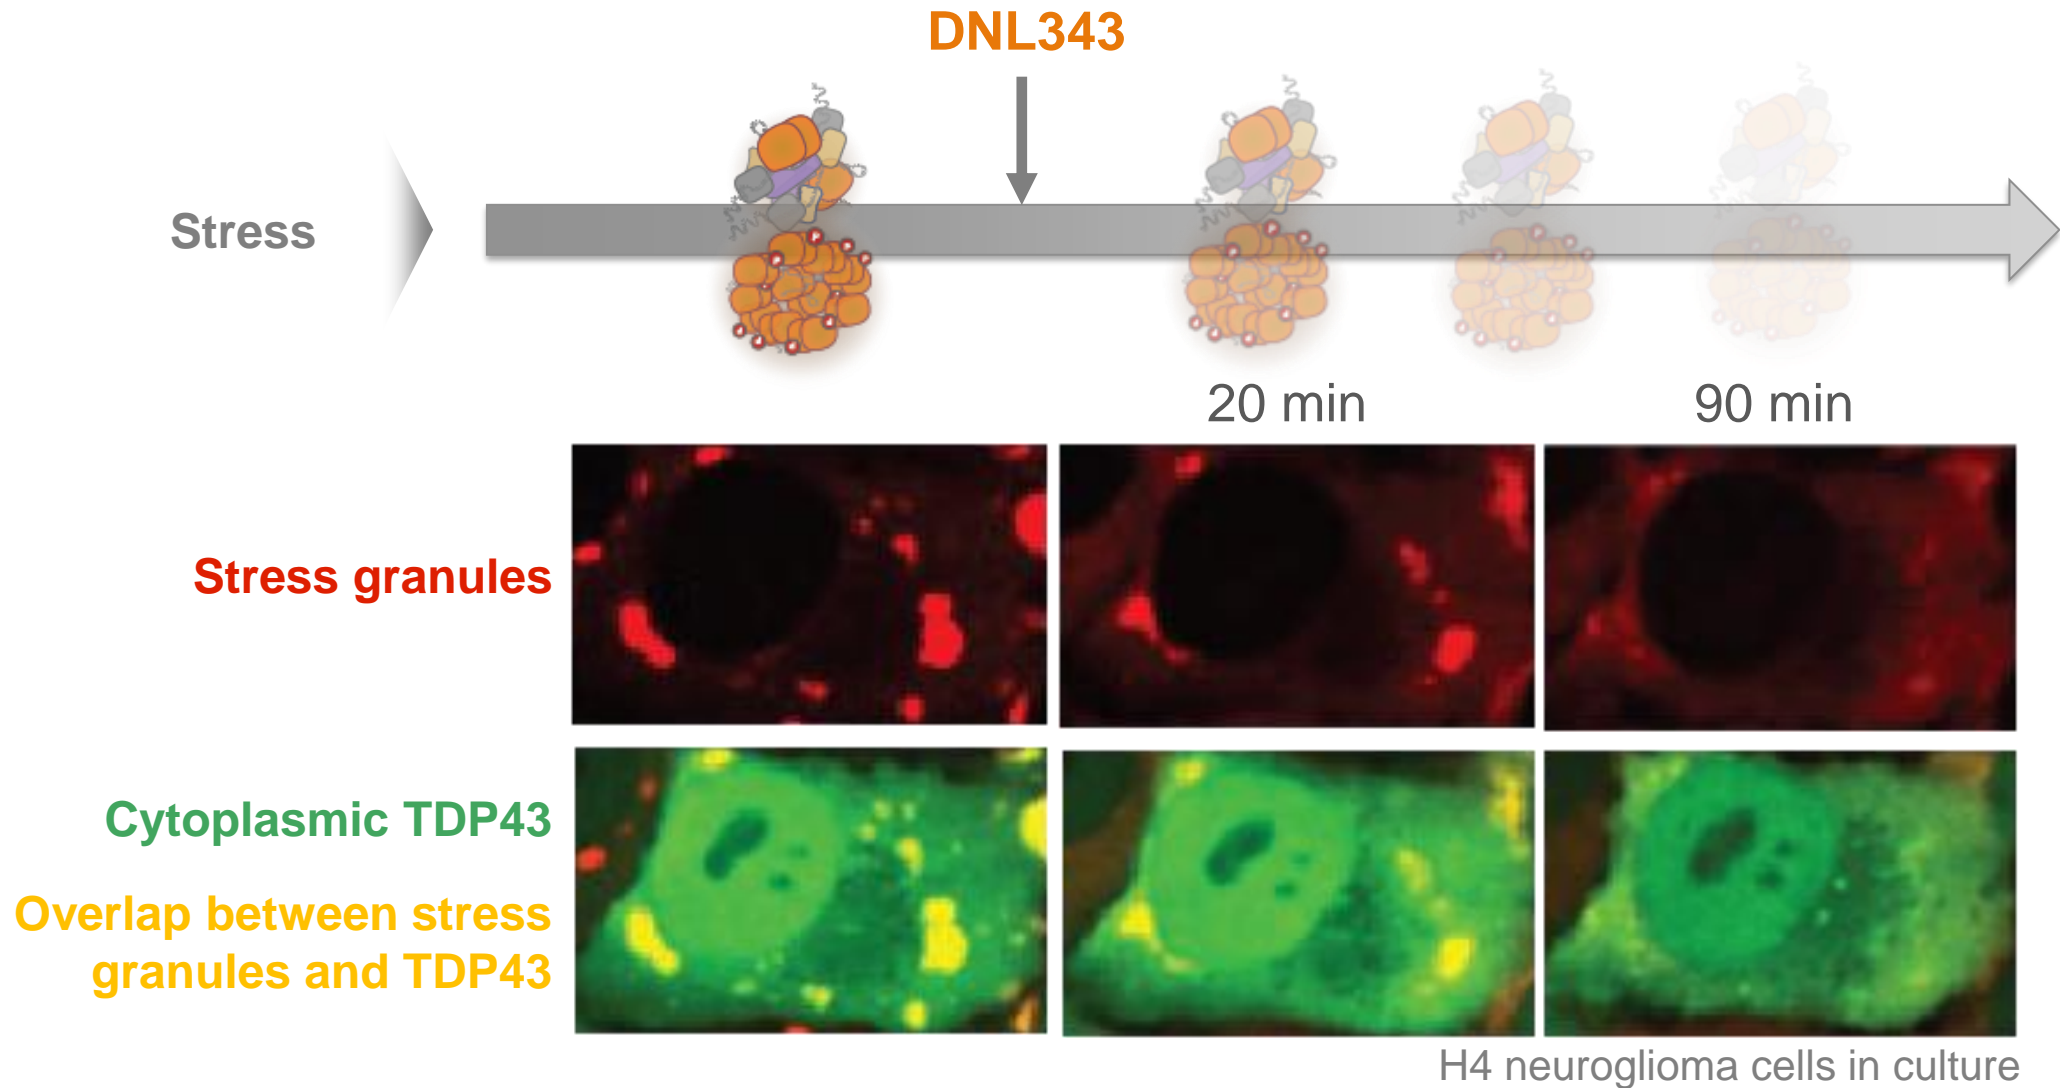 DNL343
Stress
20 min
90 min
Stress granules
Cytoplasmic TDP43
Overlap between stress
granules and TDP43
H4 neuroglioma cells in culture